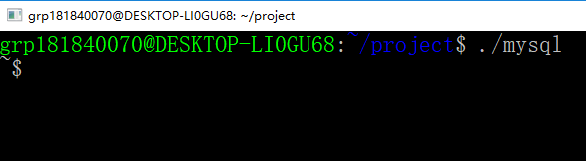 grp181840070@DESKTOP-LI0GU68: ~/project
grp181840070@DESKTOP-LI0GU68:~/project$ ./mysql
~$